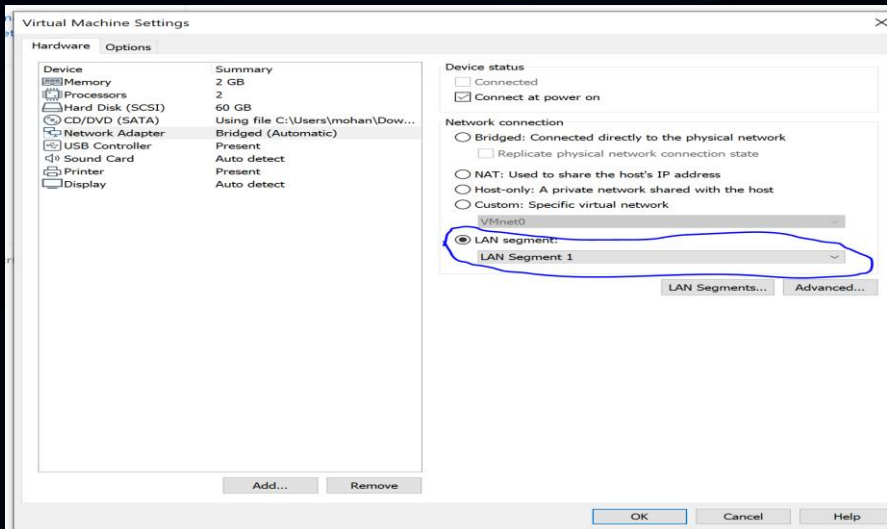 Virtual Machine Settings
Hardware Options
Device Summary
Memory 2 GB
Processors 2
Hard Disk (SCSI) 60 GB
CD/DVD (SATA) Using file C:\Users\mohan\Dow...
Network Adapter Bridged (Automatic)
USB Controller Present
Sound Card Auto detect
Printer Present
Display Auto detect
Add... Remove
Device status
Connected
Connect at power on
Network connection
Bridged: Connected directly to the physical network
Replicate physical network connection state
NAT: Used to share the host's IP address
Host-only: A private network shared with the host
Custom: Specific virtual network
VMnet0
LAN segment:
LAN Segment 1
LAN Segments... Advanced...
OK Cancel Help